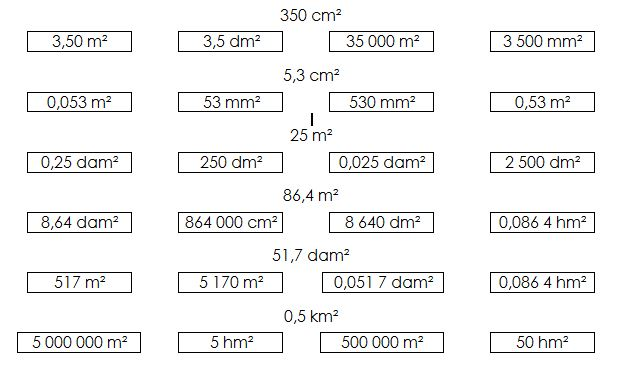 350 cm²
3,50 m² 3,5 dm² 35 000 m² 3 500 mm²
5,3 cm²
0,053 m² 53 mm² 530 mm² 0,53 m²
25 m²
0,25 dam² 250 dm² 0,025 dam² 2 500 dm²
86,4 m²
8,64 dam² 864 000 cm² 8 640 dm² 0,086 4 hm²
51,7 dam²
517 m² 5 170 m² 0,051 7 dam² 0,086 4 hm²
0,5 km²
5 000 000 m² 5 hm² 500 000 m² 50 hm²